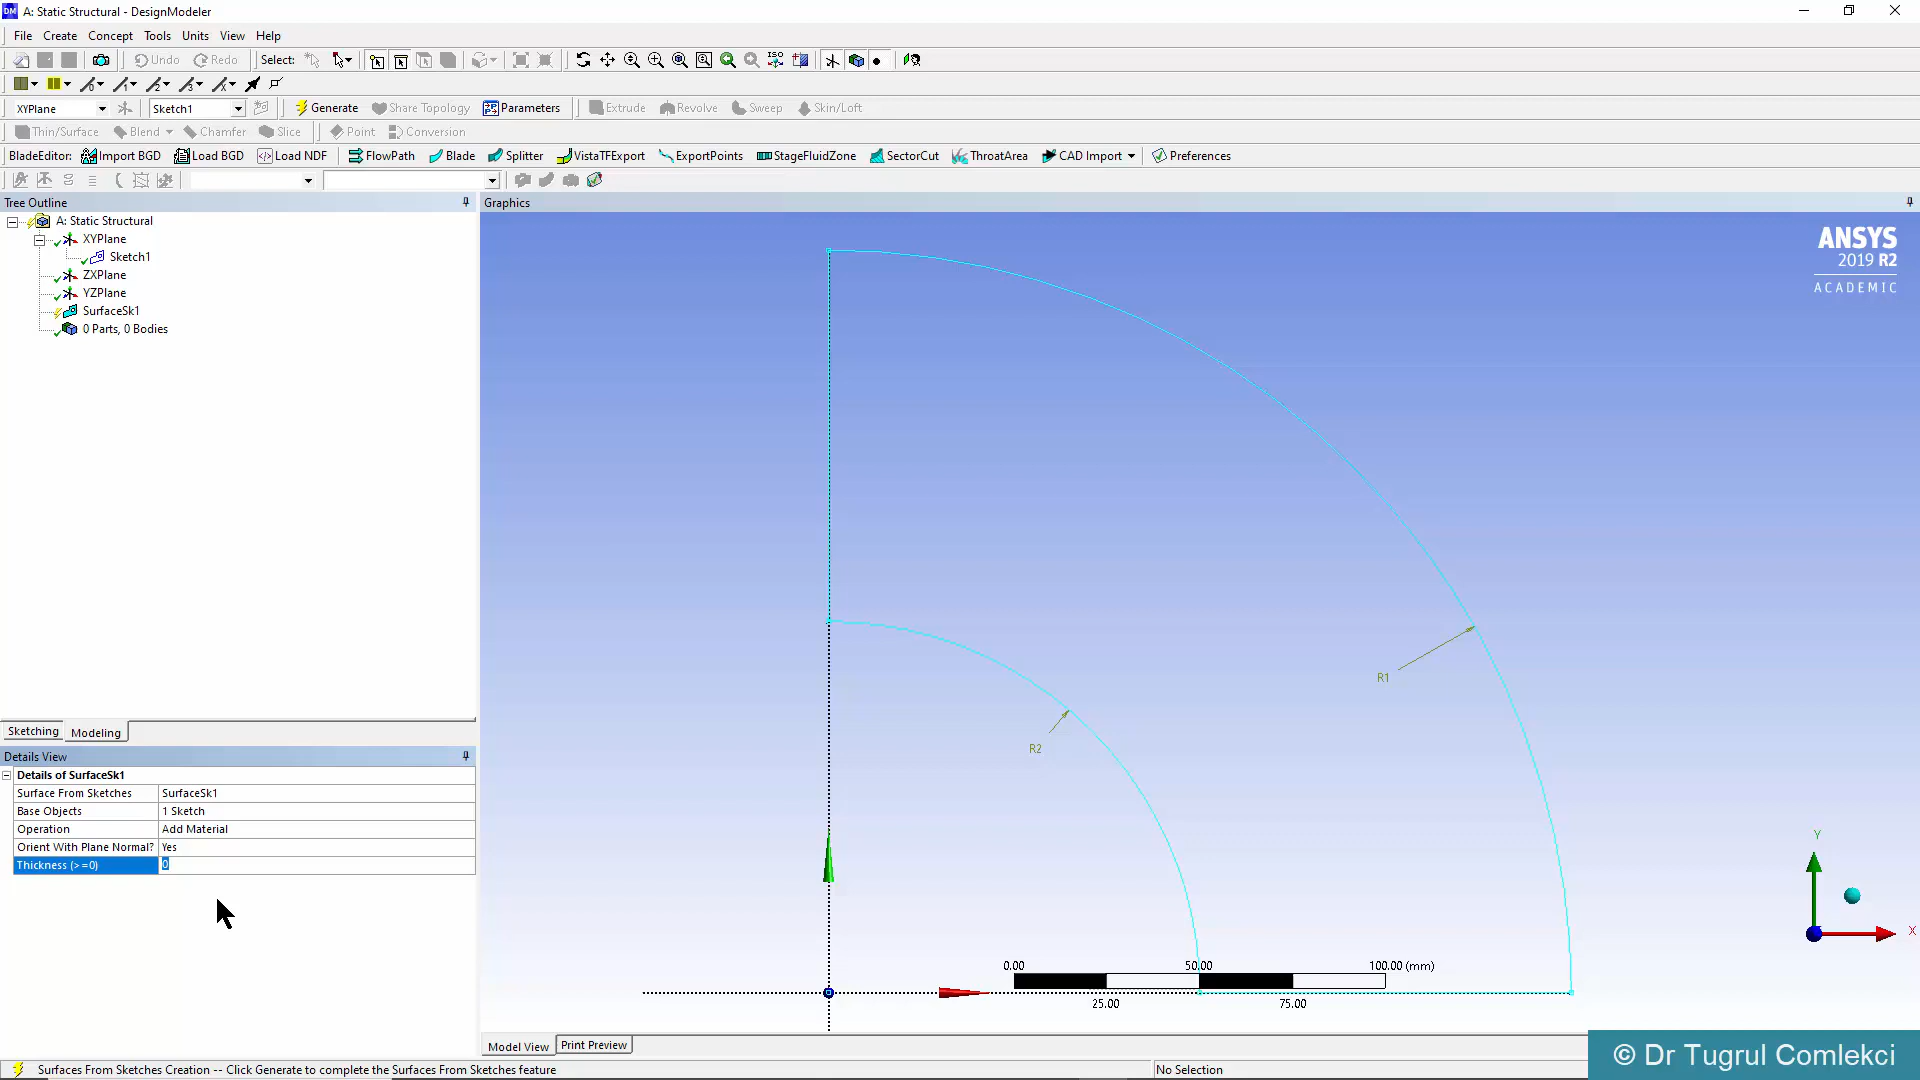 DM A: Static Structural - DesignModeler
File Create Concept Tools Units View Help
Undo Redo Select: ISO
XYPlane Sketch1 Generate Share Topology Parameters Extrude Revolve Sweep Skin/Loft
Thin/Surface Blend Chamfer Slice Point Conversion
BladeEditor: Import BGD Load BGD Load NDF FlowPath Blade Splitter VistaTFExport ExportPoints StageFluidZone SectorCut ThroatArea CAD Import Preferences
Tree Outline
A: Static Structural
XYPlane
Sketch1
ZXPlane
YZPlane
SurfaceSk1
0 Parts, 0 Bodies
Sketching Modeling
Details View
Details of SurfaceSk1
Surface From Sketches SurfaceSk1
Base Objects 1 Sketch
Operation Add Material
Orient With Plane Normal? Yes
Thickness (>=0) 0
Graphics
ANSYS
2019 R2
ACADEMIC
R1
R2
Y
X
0.00 50.00 100.00 (mm)
25.00 75.00
Model View Print Preview
Surfaces From Sketches Creation -- Click Generate to complete the Surfaces From Sketches feature
No Selection
© Dr Tugrul Comlekci